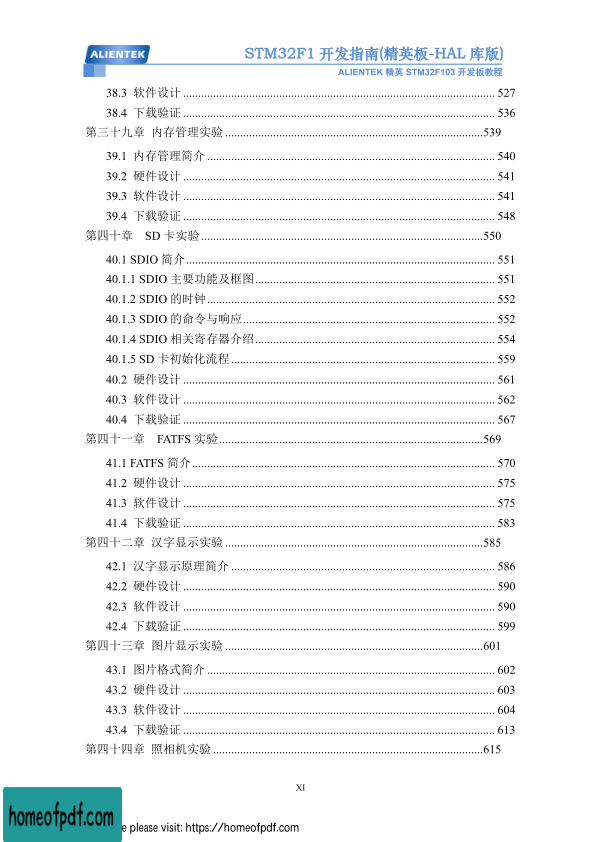 ALIENTEK
STM32F1 开发指南(精英板-HAL 库版)
ALIENTEK 精英 STM32F103 开发板教程
38.3 软件设计 ........ 527
38.4 下载验证 ........ 536
第三十九章 内存管理实验 ........539
39.1 内存管理简介 ........ 540
39.2 硬件设计 ........ 541
39.3 软件设计 ........ 541
39.4 下载验证 ........ 548
第四十章 SD 卡实验 ........550
40.1 SDIO 简介 ........ 551
40.1.1 SDIO 主要功能及框图 ........ 551
40.1.2 SDIO 的时钟 ........ 552
40.1.3 SDIO 的命令与响应 ........ 552
40.1.4 SDIO 相关寄存器介绍 ........ 554
40.1.5 SD 卡初始化流程 ........ 559
40.2 硬件设计 ........ 561
40.3 软件设计 ........ 562
40.4 下载验证 ........ 567
第四十一章 FATFS 实验 ........569
41.1 FATFS 简介 ........ 570
41.2 硬件设计 ........ 575
41.3 软件设计 ........ 575
41.4 下载验证 ........ 583
第四十二章 汉字显示实验 ........585
42.1 汉字显示原理简介 ........ 586
42.2 硬件设计 ........ 590
42.3 软件设计 ........ 590
42.4 下载验证 ........ 599
第四十三章 图片显示实验 ........601
43.1 图片格式简介 ........ 602
43.2 硬件设计 ........ 603
43.3 软件设计 ........ 604
43.4 下载验证 ........ 613
第四十四章 照相机实验 ........615
XI
homeofpdf.com
e please visit: https://homeofpdf.com